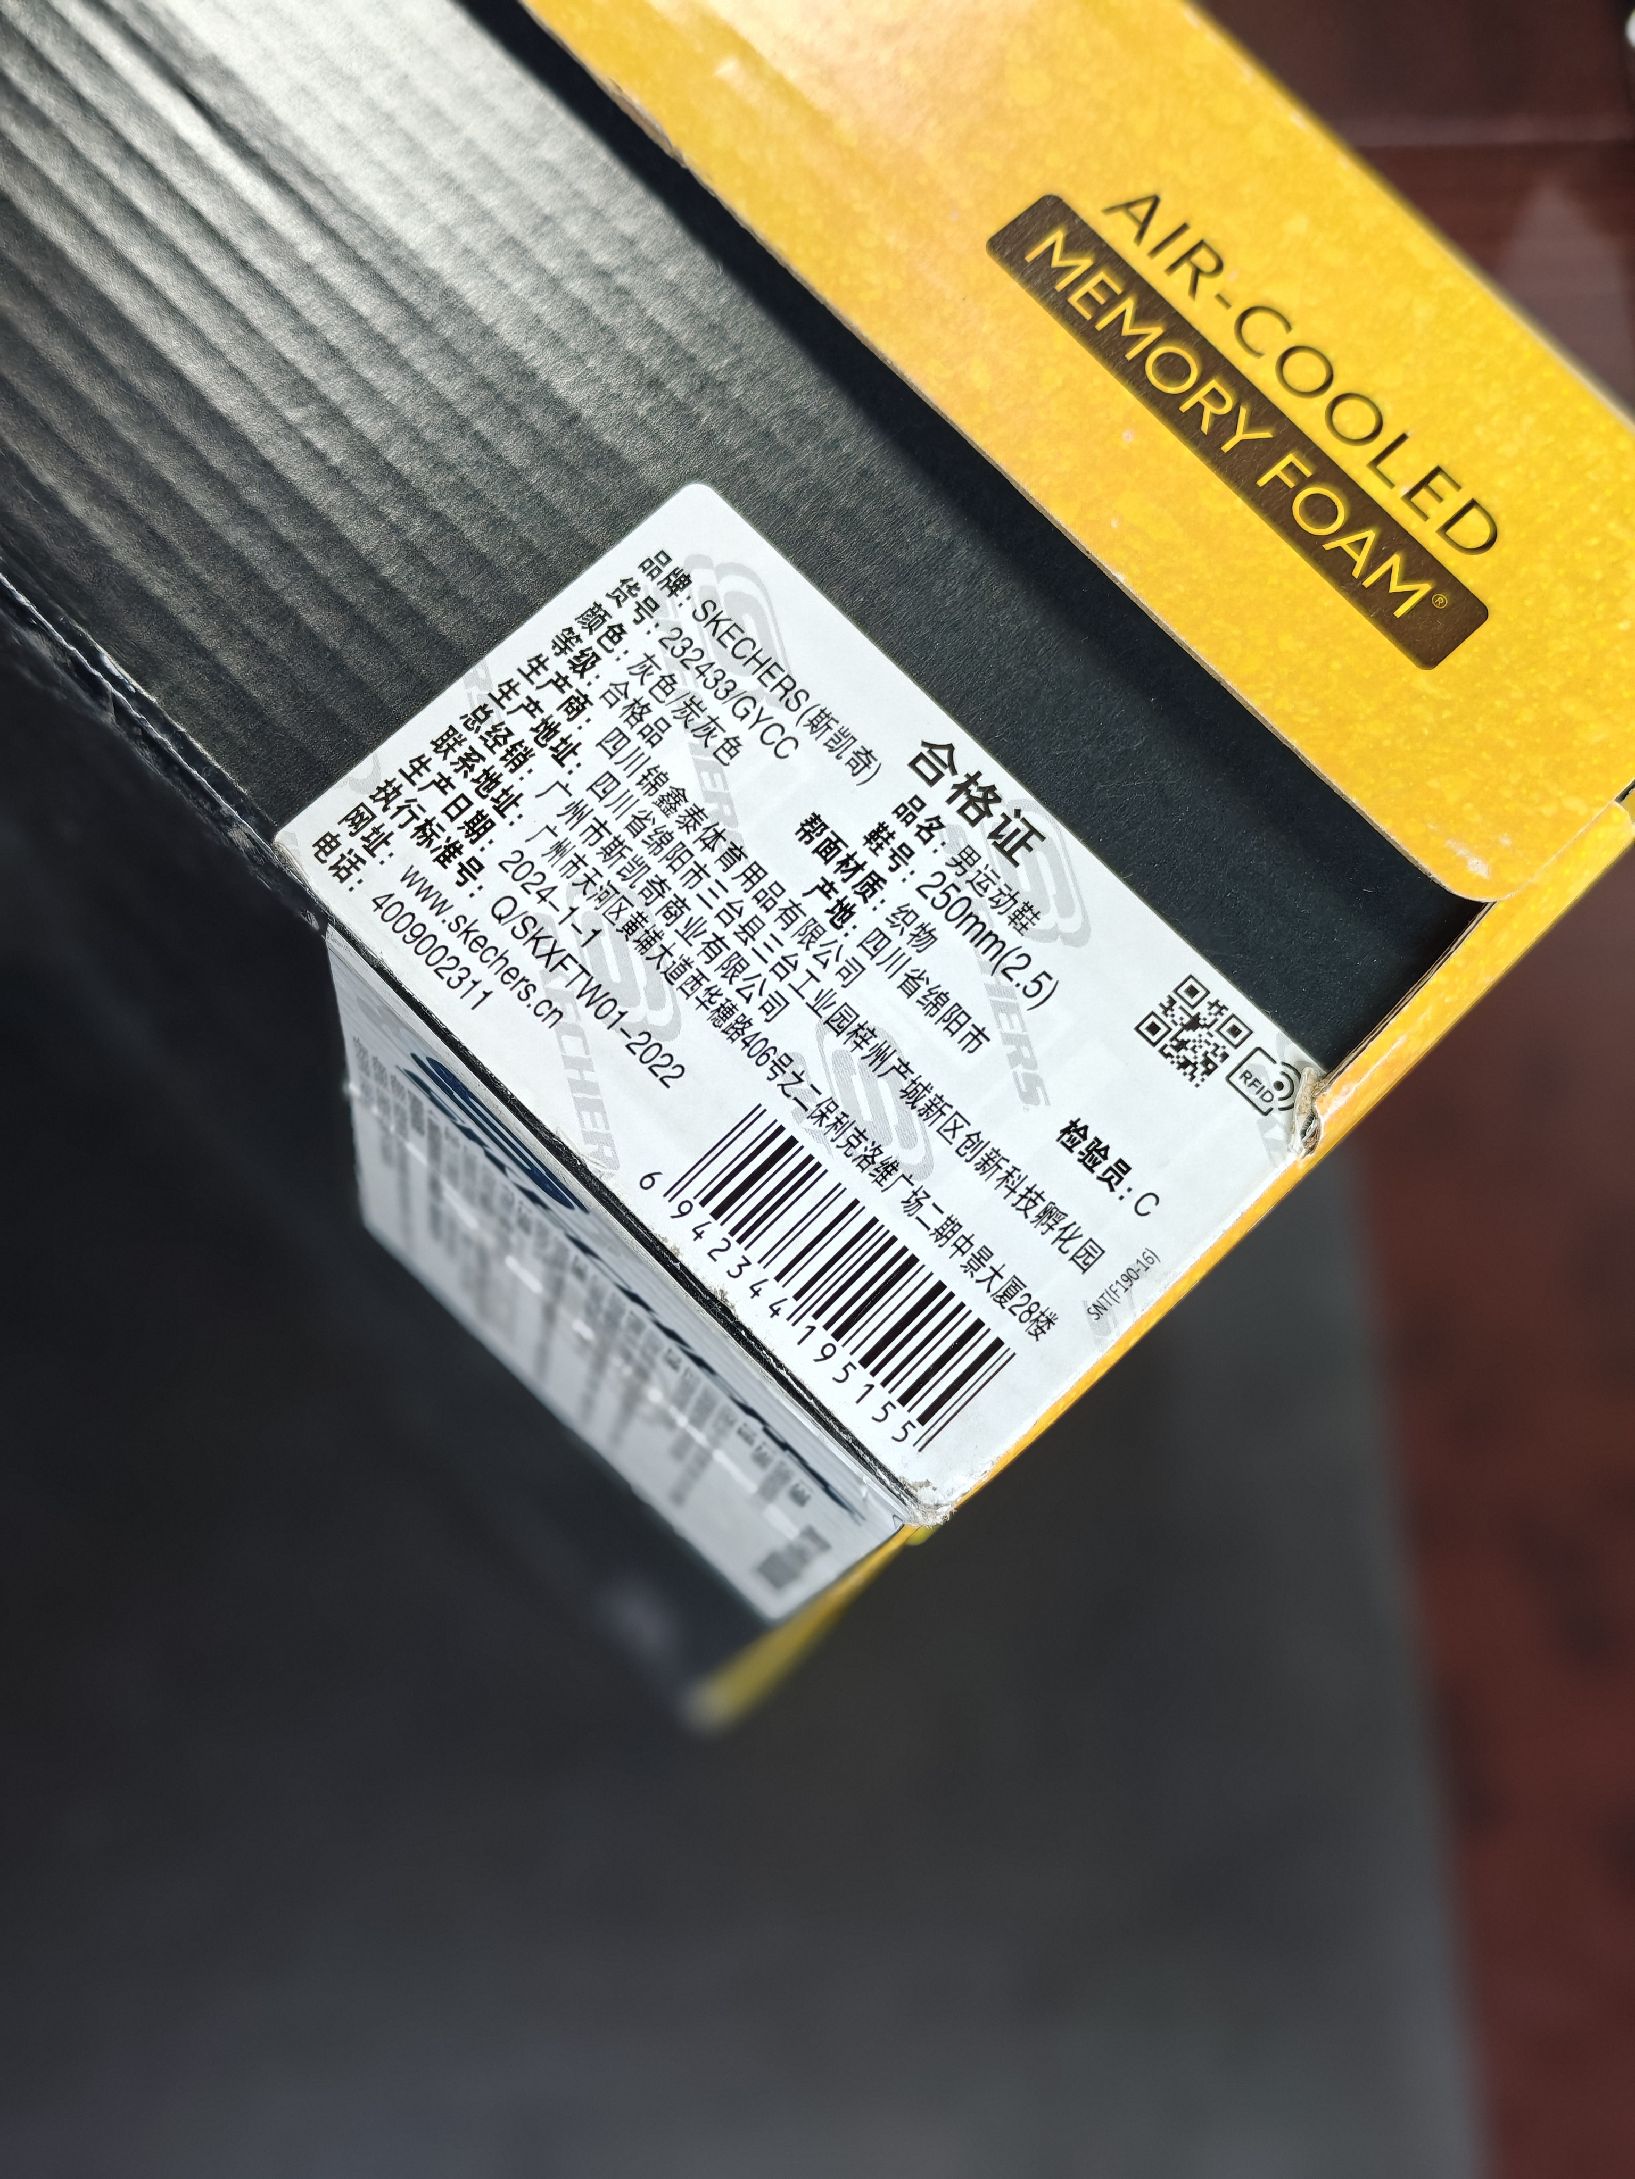 AIR-COOLED
MEMORY FOAM®
合格证
品牌: SKECHERS(斯凯奇) 品名: 男运动鞋
货号: 232433/GYCC 鞋号: 250mm(2.5)
颜色: 灰色/炭灰色 帮面材质: 织物
等级: 合格品 产地: 四川省绵阳市 检验员: C
生产商: 四川锦鑫泰体育用品有限公司
生产地址: 四川省绵阳市三台县三台工业园梓州产城新区创新科技孵化园
总经销: 广州市斯凯奇商业有限公司
联系地址: 广州市天河区黄埔大道西华穗路406号之二保利克洛维广场二期中景大厦28楼
生产日期: 2024-1-1
执行标准号: Q/SKXFTW01-2022
网址: www.skechers.cn
电话: 4009002311
RFID
SNT(F190-16)
6 942344 195155